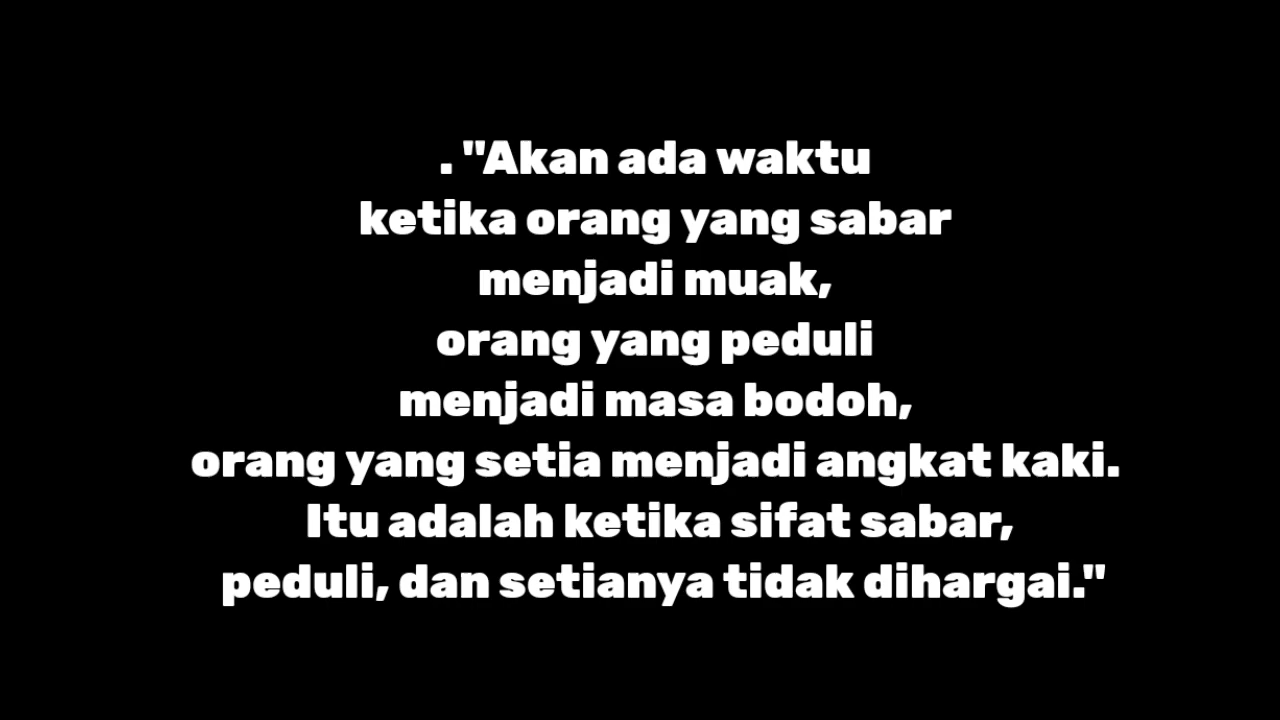 . "Akan ada waktu
ketika orang yang sabar
menjadi muak,
orang yang peduli
menjadi masa bodoh,
orang yang setia menjadi angkat kaki.
Itu adalah ketika sifat sabar,
peduli, dan setianya tidak dihargai."